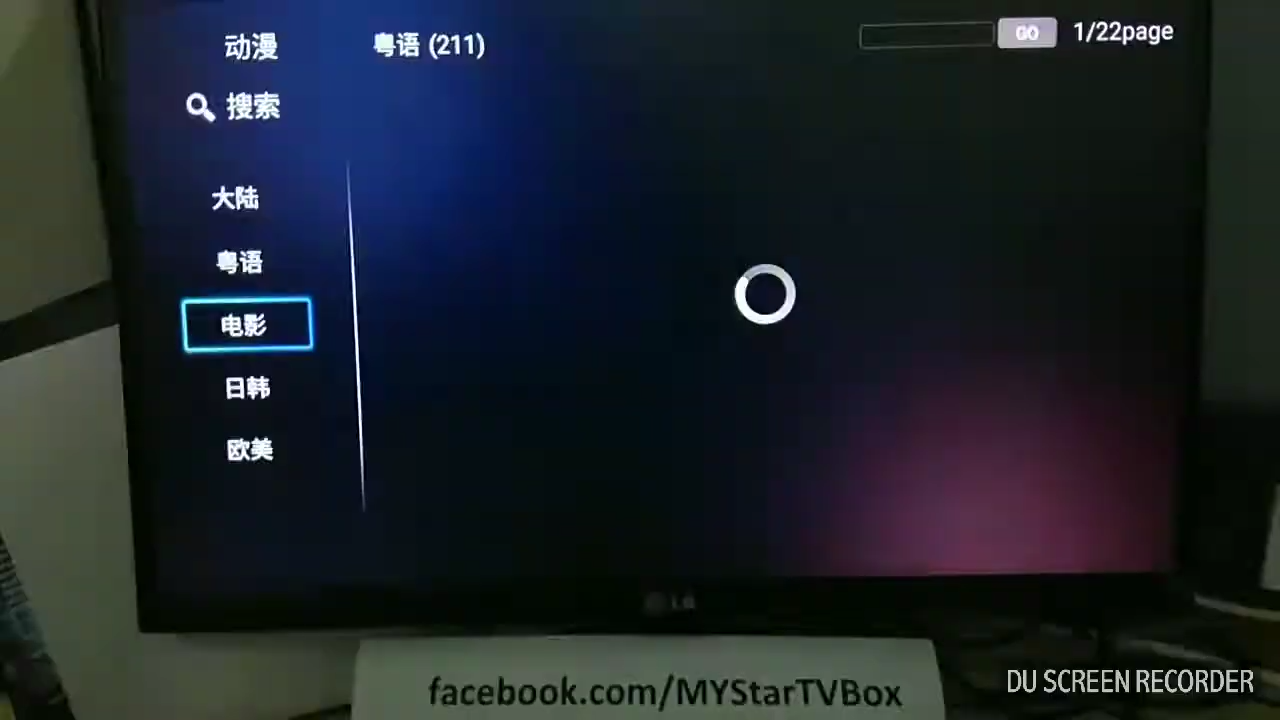 动漫
粤语 (211)
GO
1/22page
搜索
大陆
粤语
电影
日韩
欧美
LG
facebook.com/MYStarTVBox
DU SCREEN RECORDER